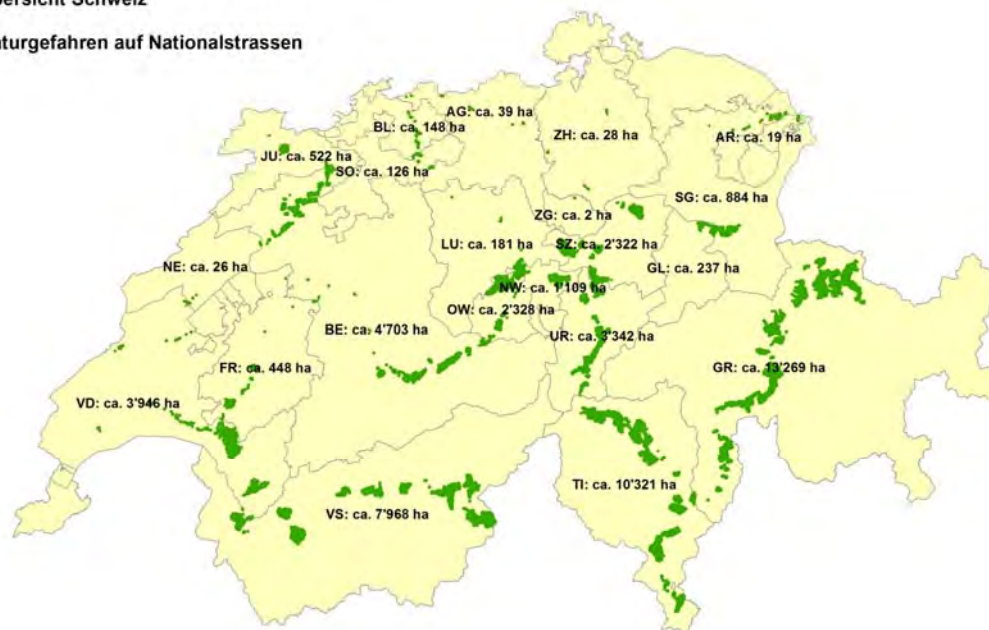 bersicht Schweiz
aturgefahren auf Nationalstrassen
AG: ca. 39 ha
BL: ca. 148 ha
ZH: ca. 28 ha
AR: ca. 19 ha
JU: ca. 522 ha
SO: ca. 126 ha
SG: ca. 884 ha
ZG: ca. 2 ha
LU: ca. 181 ha
SZ: ca. 2'322 ha
NE: ca. 26 ha
GL: ca. 237 ha
NW: ca. 1'109 ha
OW: ca. 2'328 ha
BE: ca. 4'703 ha
UR: ca. 3'342 ha
FR: ca. 448 ha
GR: ca. 13'269 ha
VD: ca. 3'946 ha
TI: ca. 10'321 ha
VS: ca. 7'968 ha